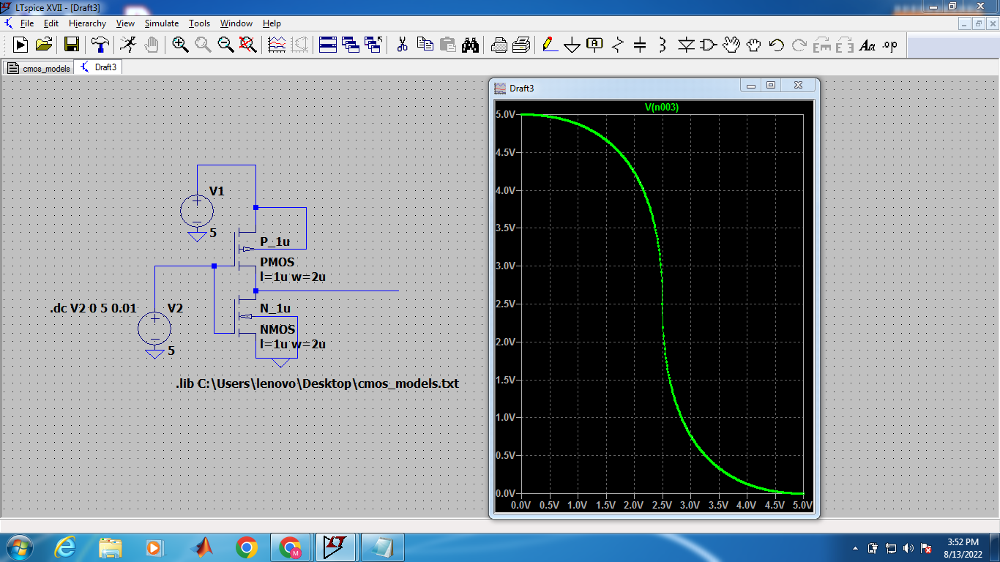 LTspice XVII - [Draft3]
File Edit Hierarchy View Simulate Tools Window Help
.op
cmos_models Draft3
Draft3
V(n003)
5.0V
4.5V
4.0V
3.5V
3.0V
2.5V
2.0V
1.5V
1.0V
0.5V
0.0V
0.0V 0.5V 1.0V 1.5V 2.0V 2.5V 3.0V 3.5V 4.0V 4.5V 5.0V
V1
5
P_1u
PMOS
l=1u w=2u
.dc V2 0 5 0.01
V2
5
N_1u
NMOS
l=1u w=2u
.lib C:\Users\lenovo\Desktop\cmos_models.txt
M
3:52 PM
8/13/2022